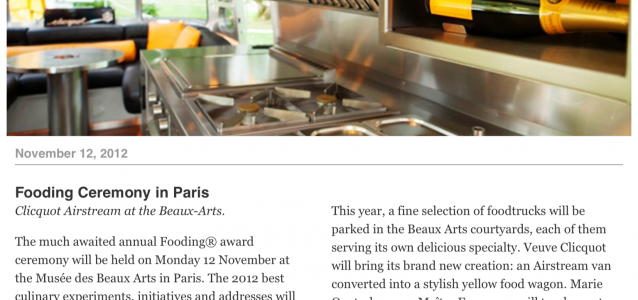 November 12, 2012
Fooding Ceremony in Paris
Clicquot Airstream at the Beaux-Arts.
The much awaited annual Fooding® award
ceremony will be held on Monday 12 November at
the Musée des Beaux Arts in Paris. The 2012 best
culinary experiments, initiatives and addresses will
This year, a fine selection of foodtrucks will be
parked in the Beaux Arts courtyards, each of them
serving its own delicious specialty. Veuve Clicquot
will bring its brand new creation: an Airstream van
converted into a stylish yellow food wagon. Marie